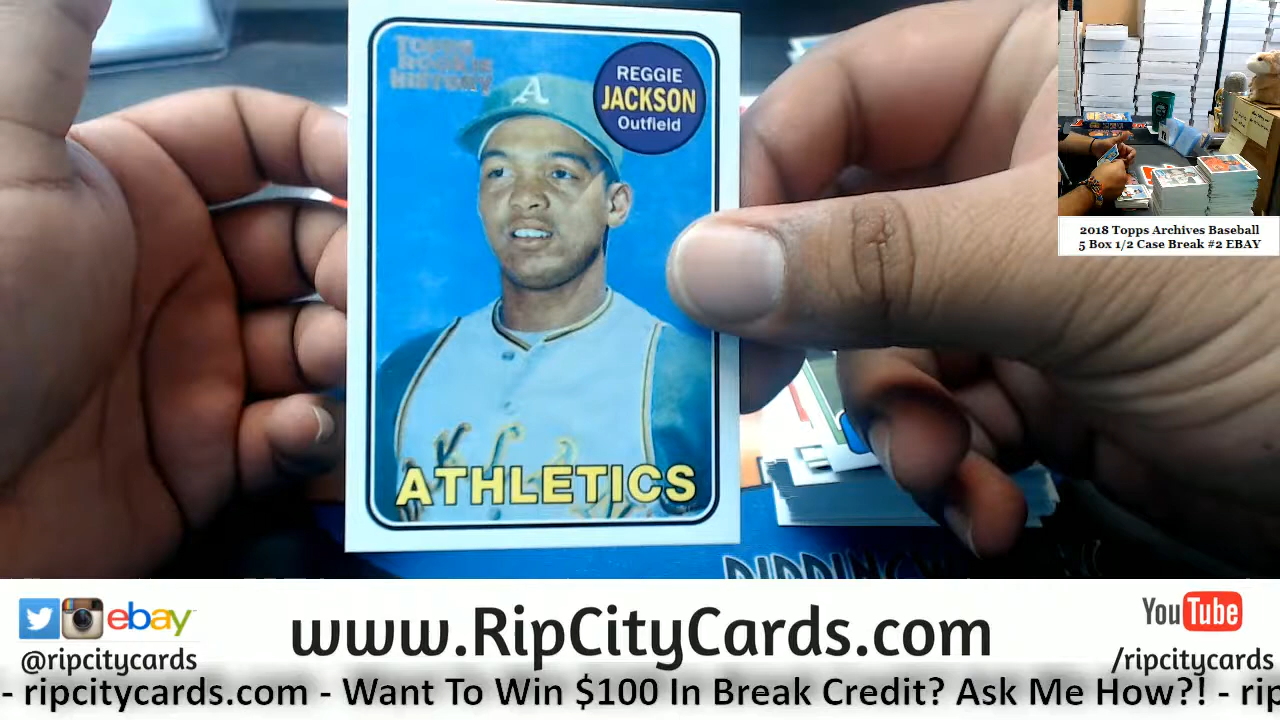 TOPPS
ROOKIE
HISTORY
REGGIE
JACKSON
Outfield
A
ATHLETICS
2018 Topps Archives Baseball
5 Box 1/2 Case Break #2 EBAY
ebay
@ripcitycards
www.RipCityCards.com
YouTube
/ripcitycards
- ripcitycards.com - Want To Win $100 In Break Credit? Ask Me How?! - rip